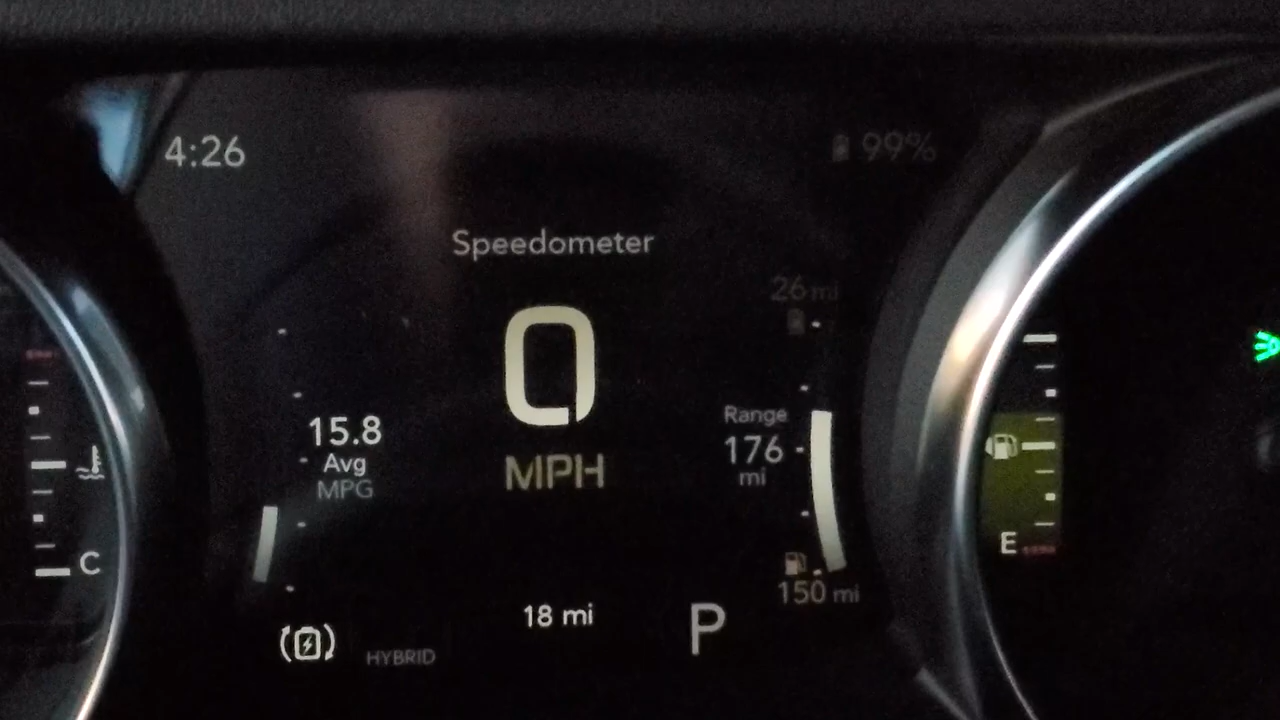 4:26
99%
Speedometer
26 mi
0
MPH
15.8
Avg
MPG
Range
176
mi
150 mi
18 mi
P
HYBRID
C
E